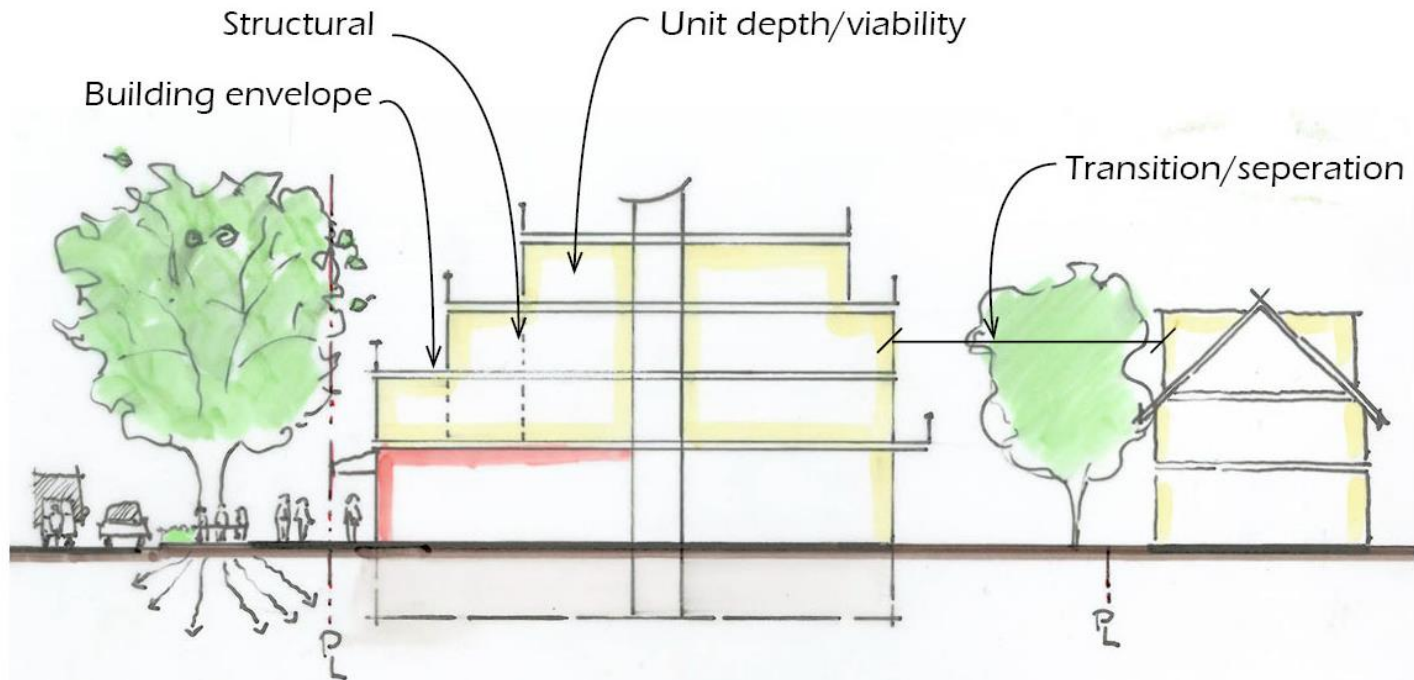 Structural
Unit depth/viability
Building envelope
Transition/seperation
PL
PL